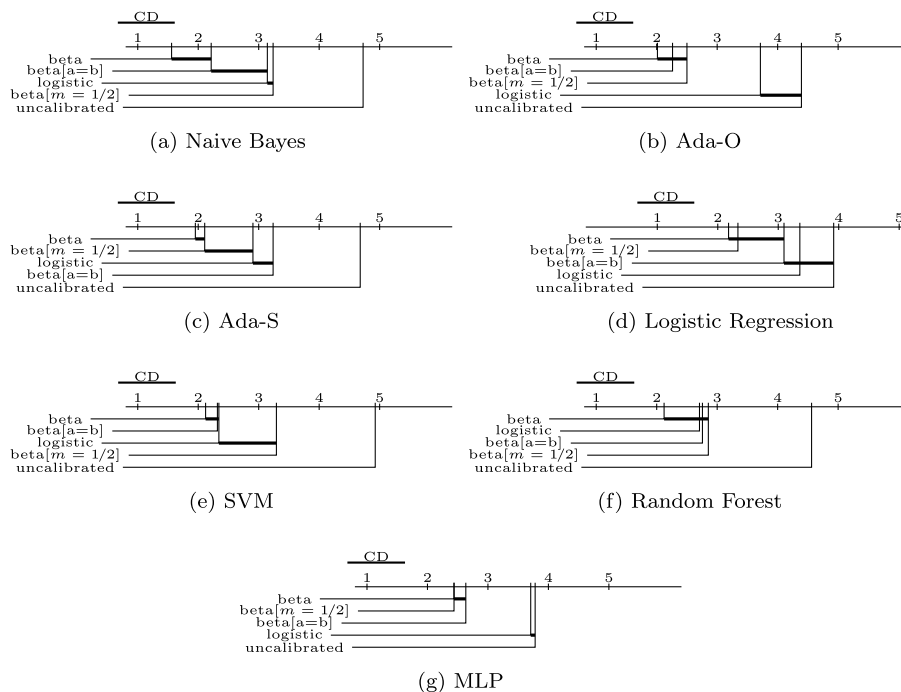 CD
1 2 3 4 5
beta
beta[a=b]
logistic
beta[m = 1/2]
uncalibrated
(a) Naive Bayes
CD
1 2 3 4 5
beta
beta[a=b]
beta[m = 1/2]
logistic
uncalibrated
(b) Ada-O
CD
1 2 3 4 5
beta
beta[m = 1/2]
logistic
beta[a=b]
uncalibrated
(c) Ada-S
CD
1 2 3 4 5
beta
beta[m = 1/2]
beta[a=b]
logistic
uncalibrated
(d) Logistic Regression
CD
1 2 3 4 5
beta
beta[a=b]
logistic
beta[m = 1/2]
uncalibrated
(e) SVM
CD
1 2 3 4 5
beta
logistic
beta[a=b]
beta[m = 1/2]
uncalibrated
(f) Random Forest
CD
1 2 3 4 5
beta
beta[m = 1/2]
beta[a=b]
logistic
uncalibrated
(g) MLP